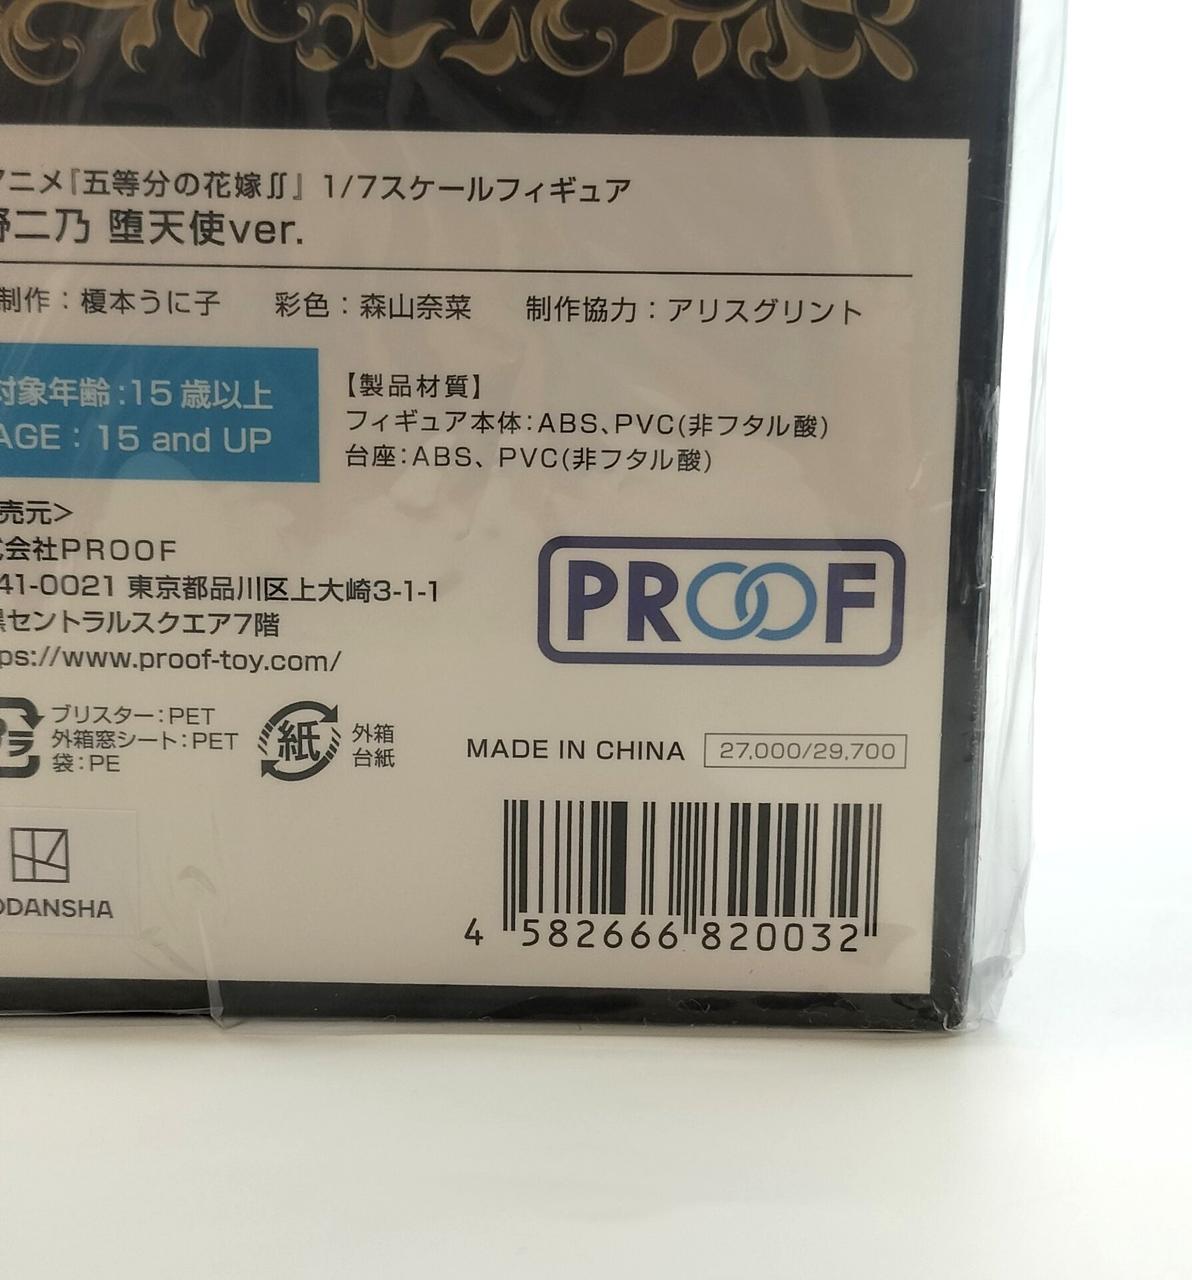 アニメ『五等分の花嫁∬』 1/7スケールフィギュア
野二乃 堕天使ver.
制作：榎本うに子 彩色：森山奈菜 制作協力：アリスグリント
対象年齢:15 歳以上
AGE : 15 and UP
【製品材質】
フィギュア本体:ABS、PVC(非フタル酸)
台座:ABS、PVC(非フタル酸)
売元>
式会社PROOF
41-0021 東京都品川区上大崎3-1-1
黒セントラルスクエア7階
ps://www.proof-toy.com/
PROOF
プラ
ブリスター:PET
外箱窓シート:PET
袋:PE
紙
外箱
台紙
MADE IN CHINA 27,000/29,700
ODANSHA
4 582666 820032